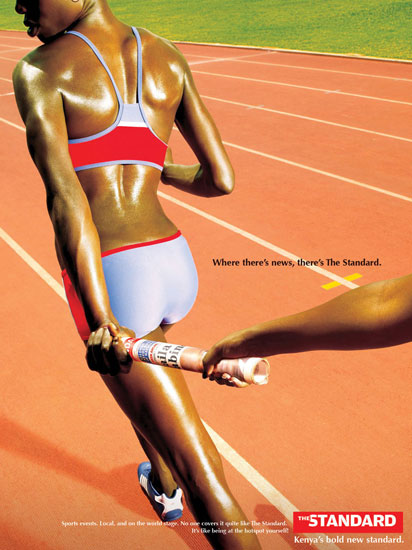 Where there's news, there's The Standard.
Sports events. Local, and on the world stage. No one covers it quite like The Standard.
It's like being at the hotspot yourself!
THE STANDARD
Kenya's bold new standard.